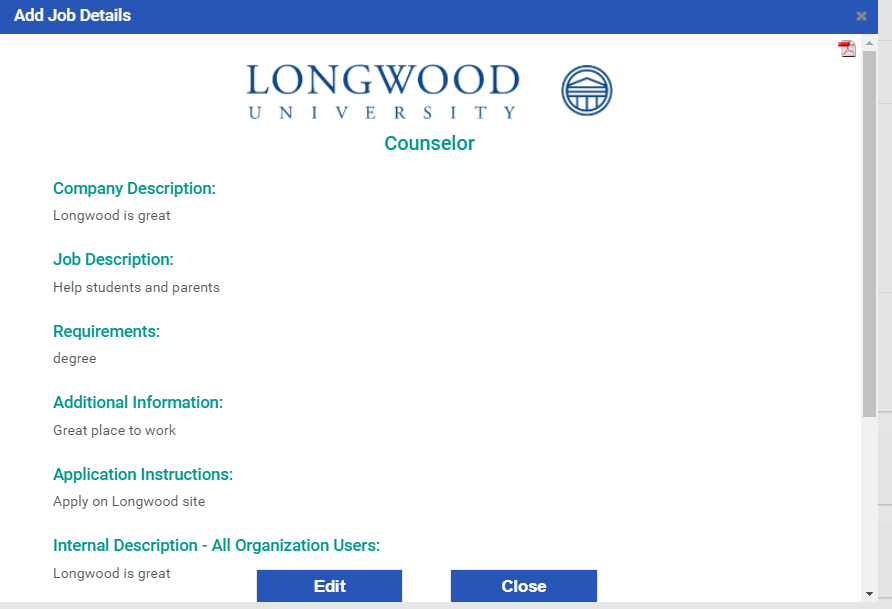 Add Job Details
LONGWOOD
UNIVERSITY
Counselor
Company Description:
Longwood is great
Job Description:
Help students and parents
Requirements:
degree
Additional Information:
Great place to work
Application Instructions:
Apply on Longwood site
Internal Description - All Organization Users:
Longwood is great
Edit
Close